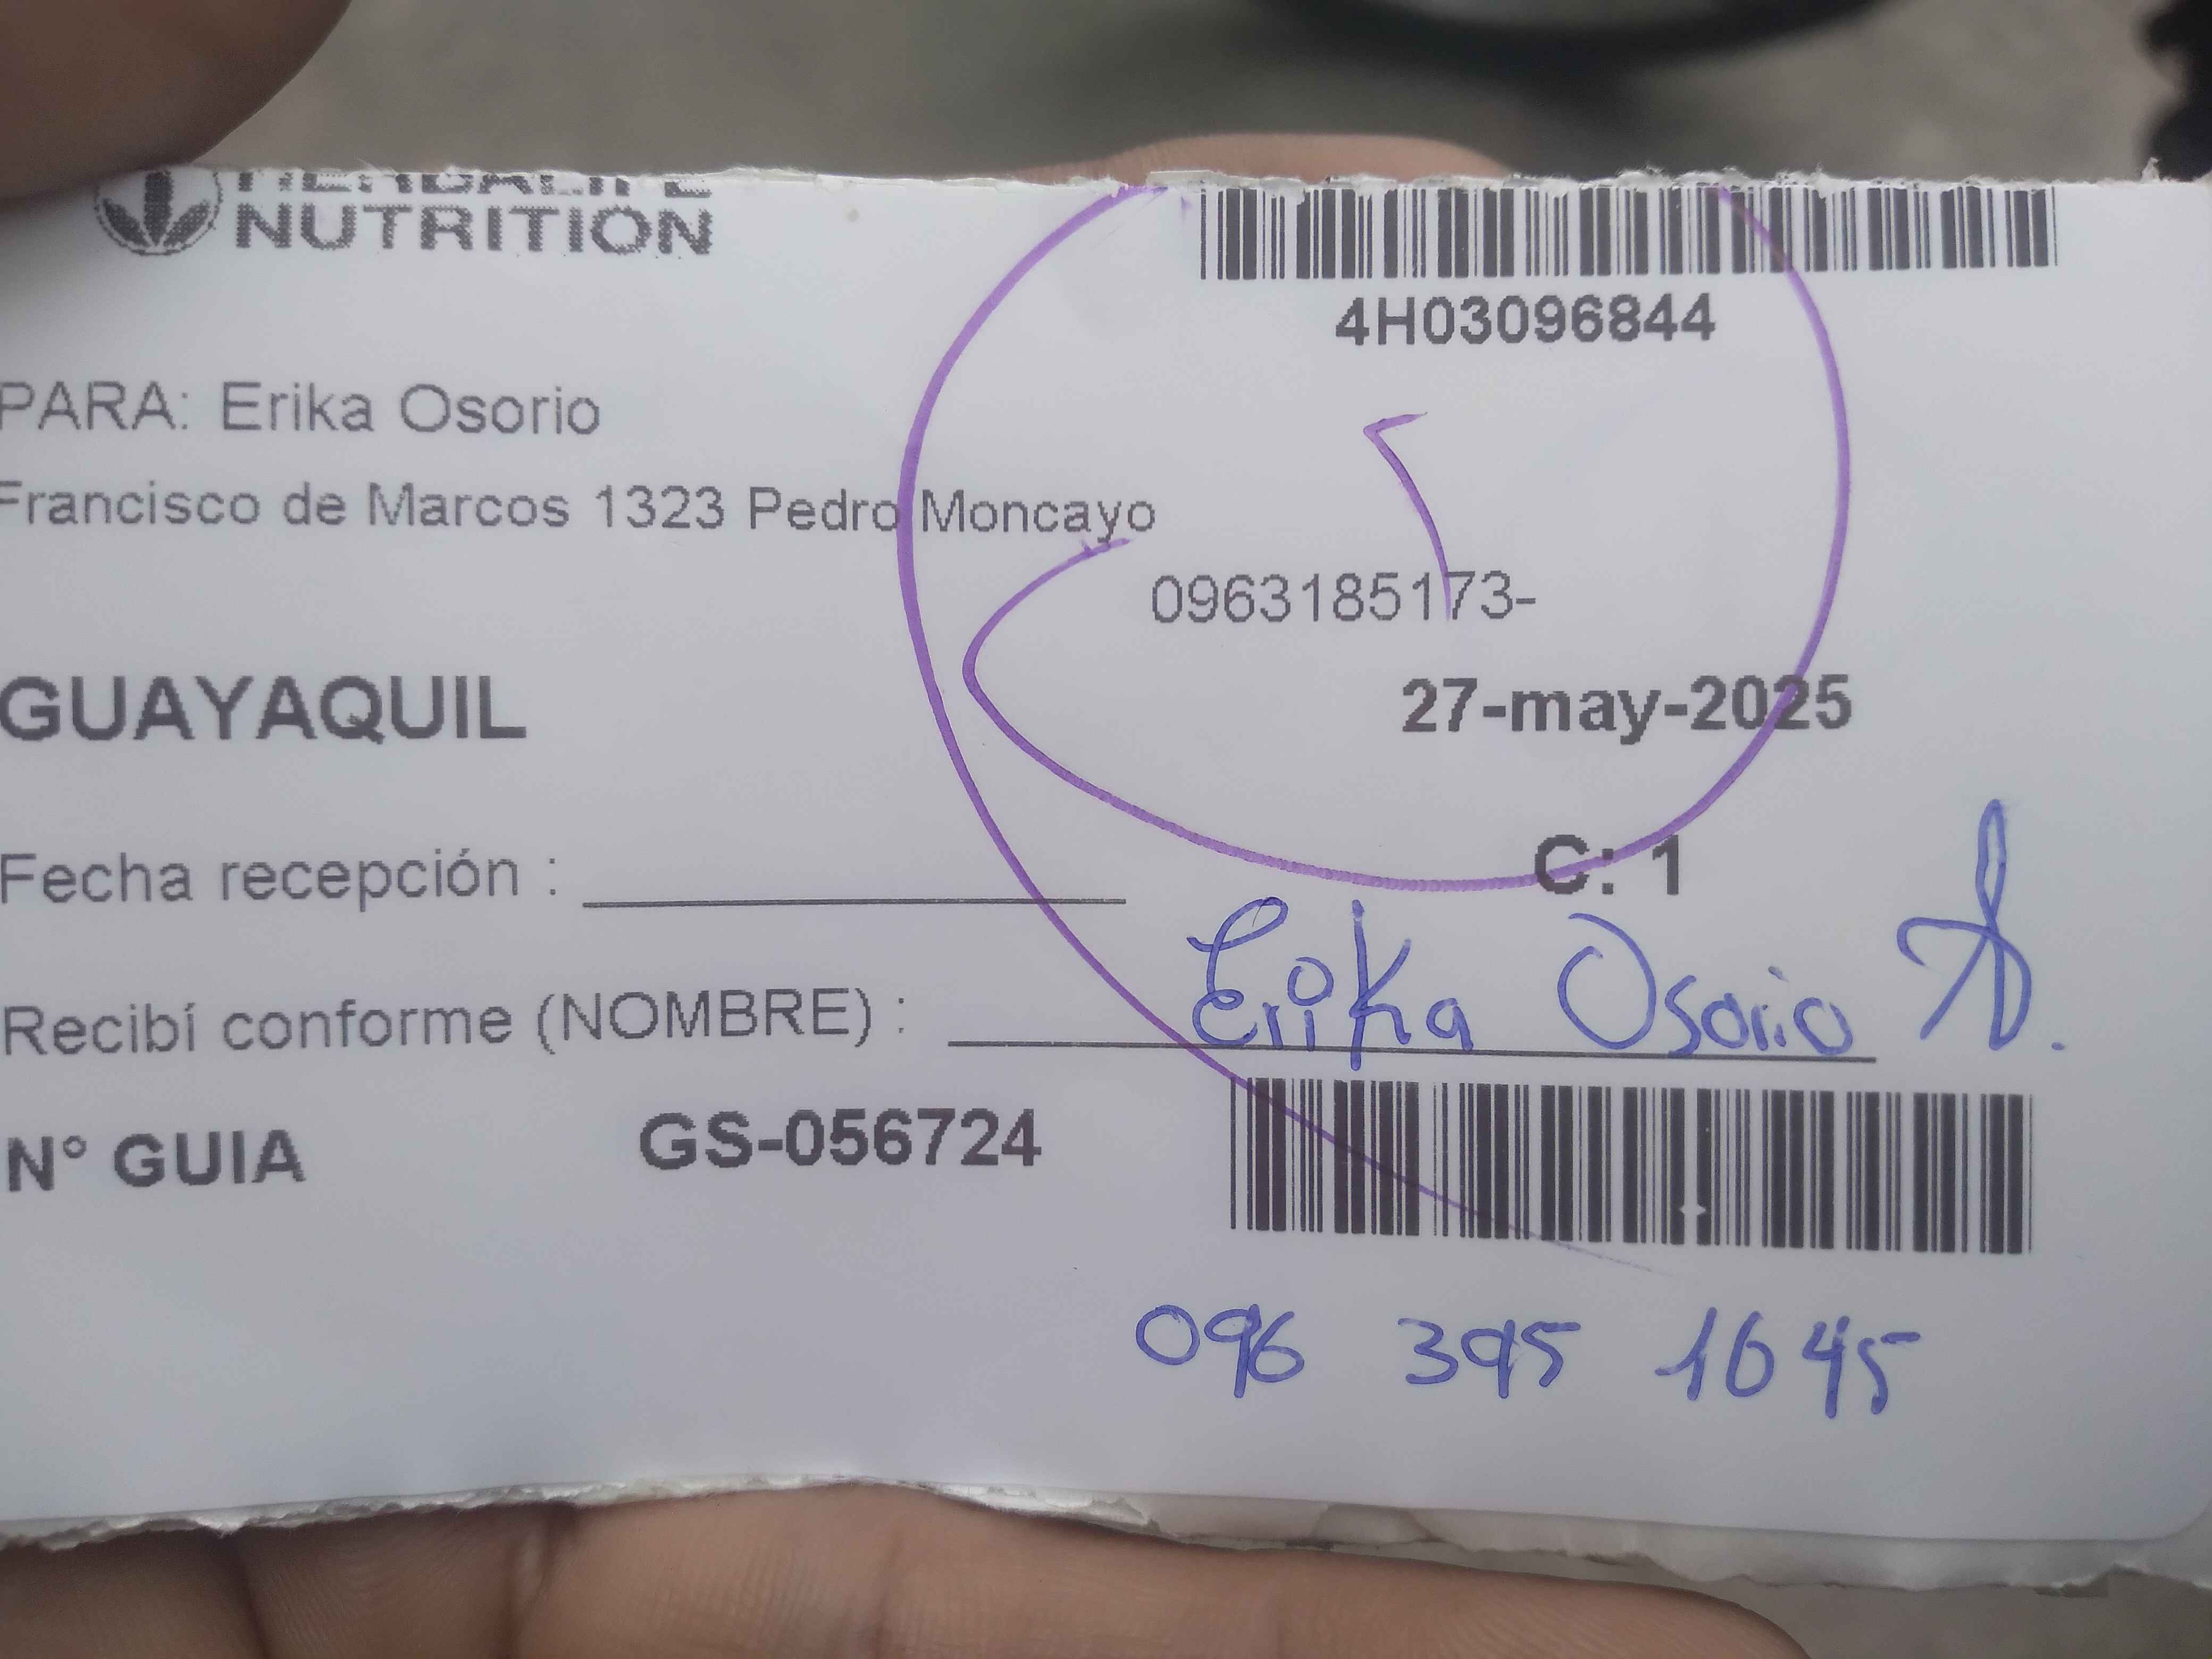 HERBALIFE
NUTRITION
4H03096844
PARA: Erika Osorio
Francisco de Marcos 1323 Pedro Moncayo
0963185173-
GUAYAQUIL
27-may-2025
Fecha recepción :
C: 1
Recibí conforme (NOMBRE) : Erika Osorio A.
N° GUIA GS-056724
096 395 1645